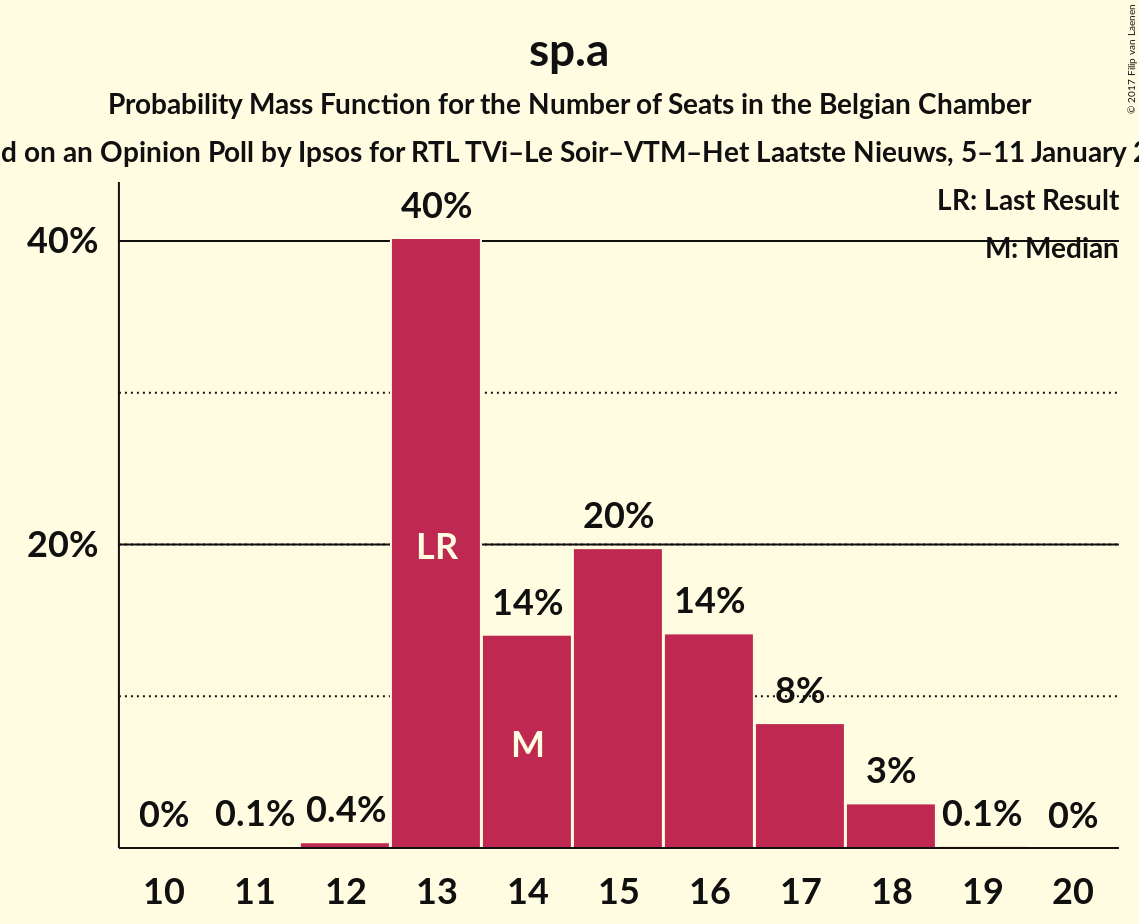 sp.a
Probability Mass Function for the Number of Seats in the Belgian Chamber
on an Opinion Poll by Ipsos for RTL TVi–Le Soir–VTM–Het Laatste Nieuws, 5–11 January
© 2017 Filip van Laenen
LR: Last Result
M: Median
40%
20%
0%
0.1%
0.4%
40%
LR
14%
M
20%
14%
8%
3%
0.1%
0%
10 11 12 13 14 15 16 17 18 19 20